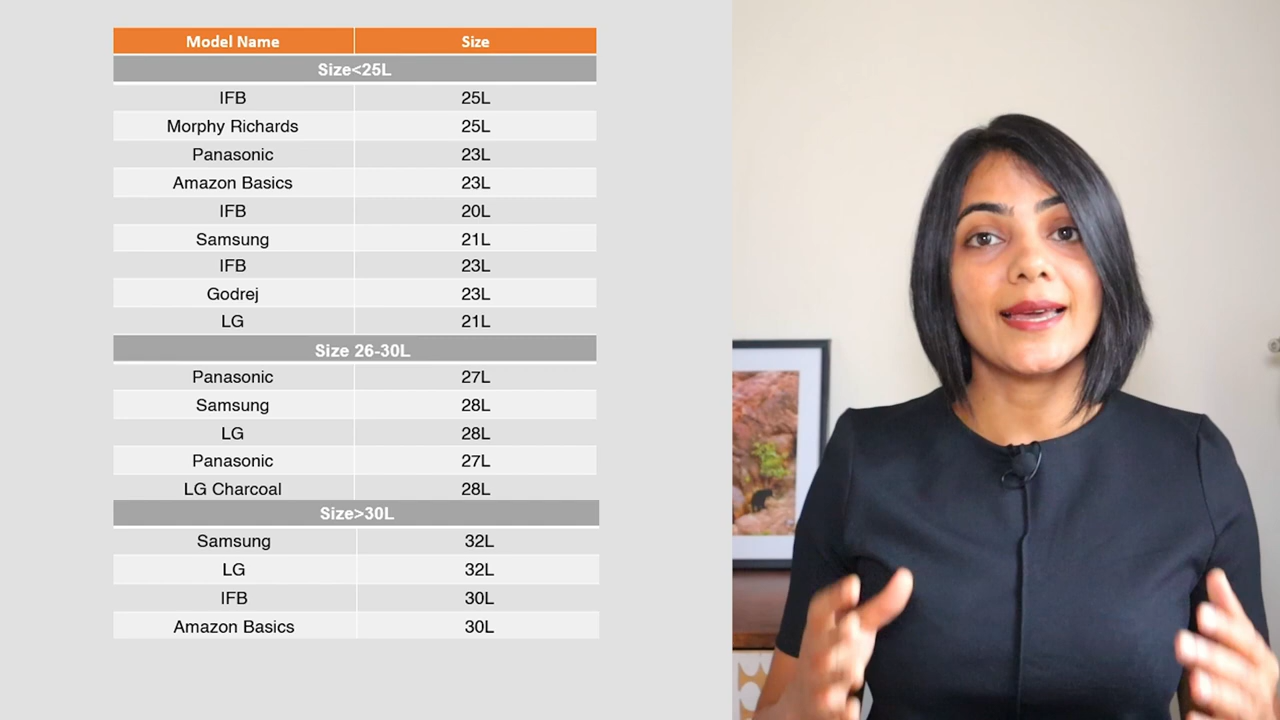 Model Name Size
Size<25L
IFB 25L
Morphy Richards 25L
Panasonic 23L
Amazon Basics 23L
IFB 20L
Samsung 21L
IFB 23L
Godrej 23L
LG 21L
Size 26-30L
Panasonic 27L
Samsung 28L
LG 28L
Panasonic 27L
LG Charcoal 28L
Size>30L
Samsung 32L
LG 32L
IFB 30L
Amazon Basics 30L